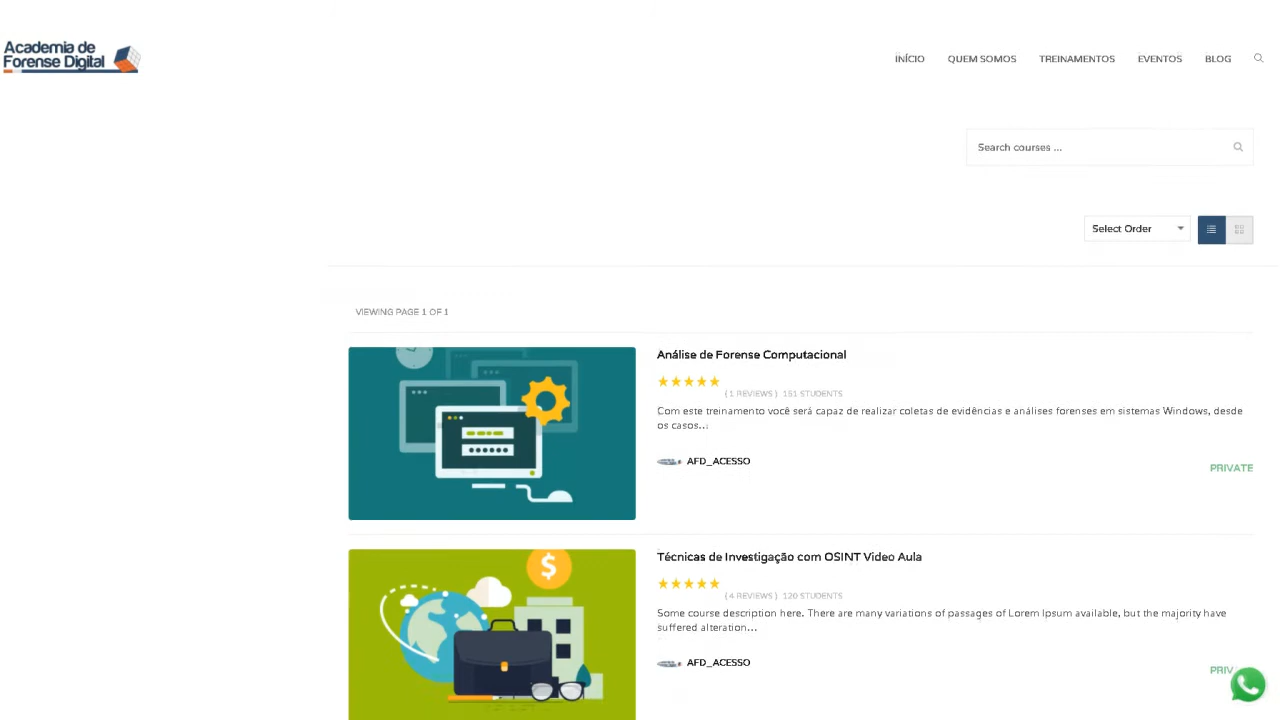 Academia de
Forense Digital
INÍCIO QUEM SOMOS TREINAMENTOS EVENTOS BLOG
Search courses ...
Select Order
VIEWING PAGE 1 OF 1
Análise de Forense Computacional
( 1 REVIEWS ) 151 STUDENTS
Com este treinamento você será capaz de realizar coletas de evidências e análises forenses em sistemas Windows, desde
os casos...
AFD_ACESSO
PRIVATE
$
Técnicas de Investigação com OSINT Video Aula
( 4 REVIEWS ) 120 STUDENTS
Some course description here. There are many variations of passages of Lorem Ipsum available, but the majority have
suffered alteration...
AFD_ACESSO
PRIV